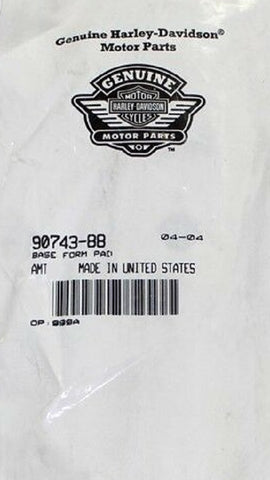 Genuine Harley-Davidson®
Motor Parts
GENUINE
MOTOR
HARLEY-DAVIDSON
CYCLES
MOTOR PARTS
TM
90743-88 04-04
BASE FORM PAD
AMT MADE IN UNITED STATES
OP 999A